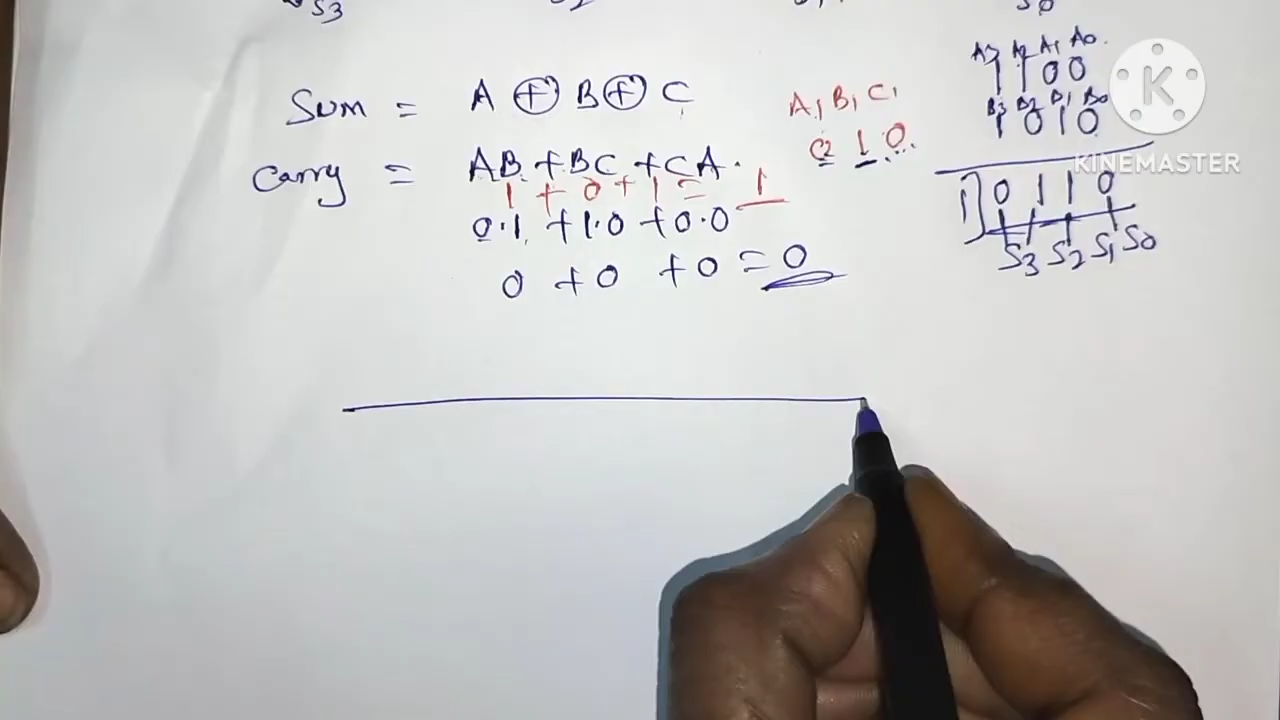 S3 S0
Sum = A ⊕ B ⊕ C
A1 B1 C1
C2 1 0
Carry = AB + BC + CA.
1 + 0 + 1 = 1
0.1 + 1.0 + 0.0
0 + 0 + 0 = 0
A3 A2 A1 A0
1 1 0 0
B3 B2 B1 B0
1 0 1 0
1] 0 1 1 0
S3 S2 S1 S0
K
KINEMASTER